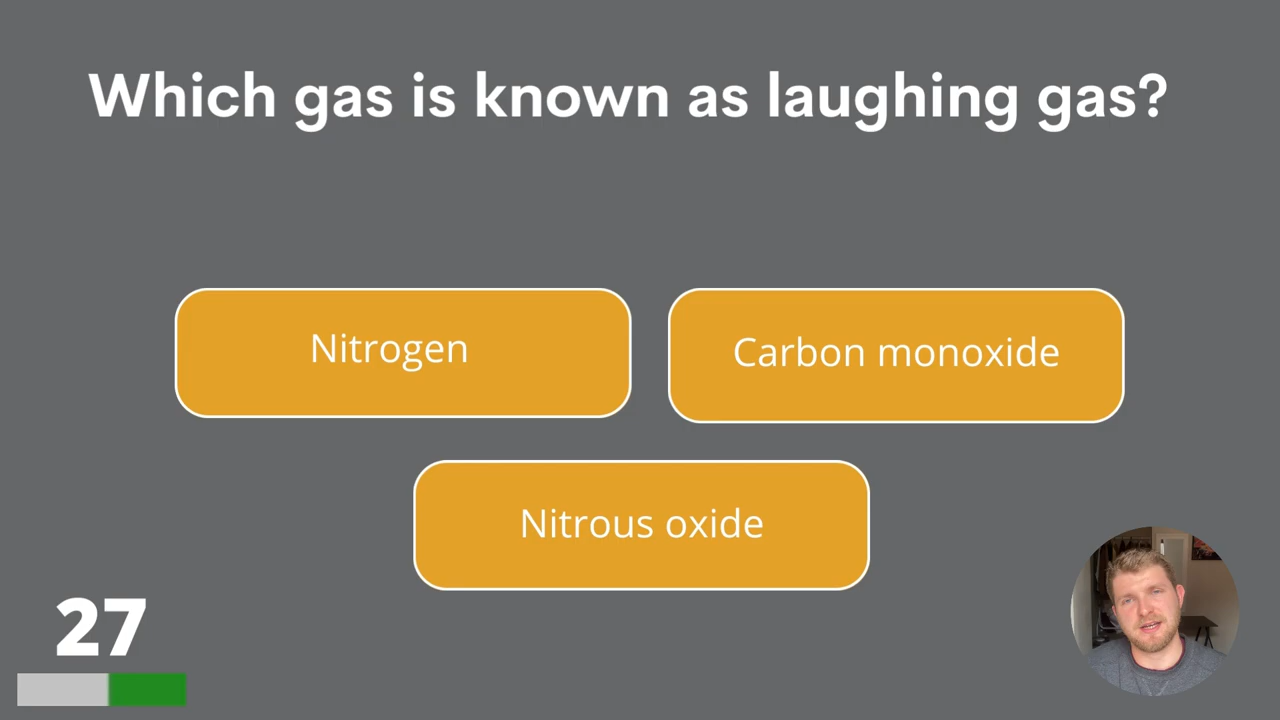 Which gas is known as laughing gas?
Nitrogen
Carbon monoxide
Nitrous oxide
27